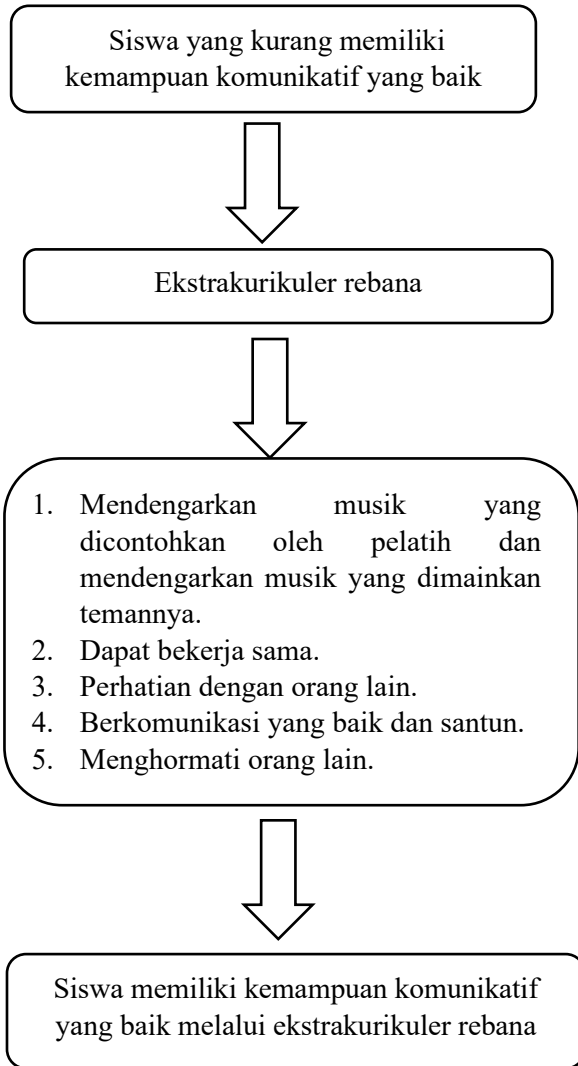 Siswa yang kurang memiliki
kemampuan komunikatif yang baik
Ekstrakurikuler rebana
1. Mendengarkan musik yang
dicontohkan oleh pelatih dan
mendengarkan musik yang dimainkan
temannya.
2. Dapat bekerja sama.
3. Perhatian dengan orang lain.
4. Berkomunikasi yang baik dan santun.
5. Menghormati orang lain.
Siswa memiliki kemampuan komunikatif
yang baik melalui ekstrakurikuler rebana